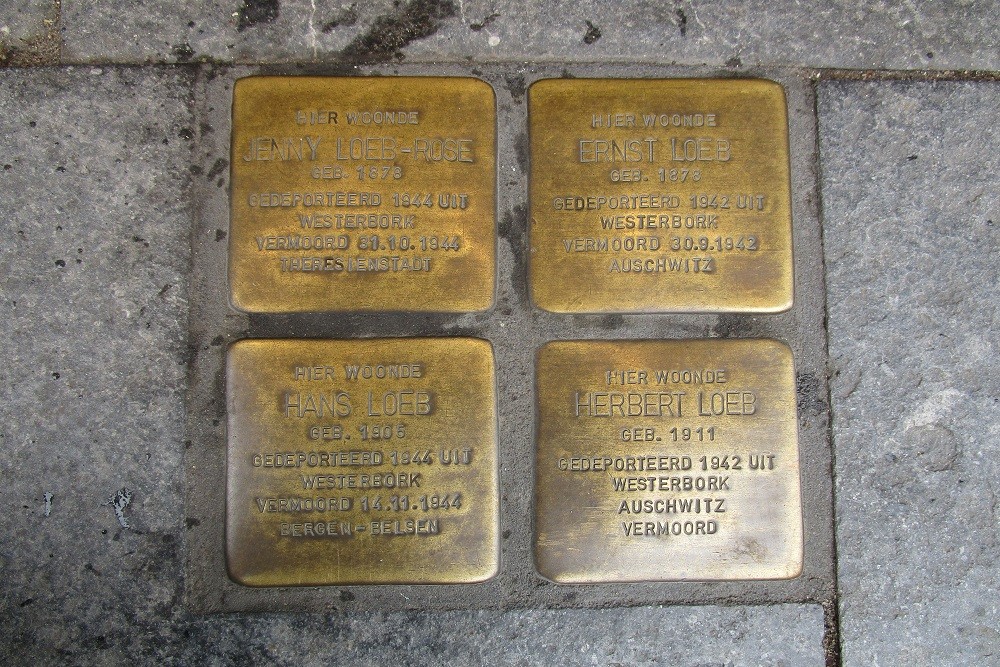 HIER WOONDE
JENNY LOEB-ROSE
GEB. 1878
GEDEPORTEERD 1944 UIT
WESTERBORK
VERMOORD 31.10.1944
THERESIENSTADT
HIER WOONDE
ERNST LOEB
GEB. 1878
GEDEPORTEERD 1942 UIT
WESTERBORK
VERMOORD 30.9.1942
AUSCHWITZ
HIER WOONDE
HANS LOEB
GEB. 1906
GEDEPORTEERD 1944 UIT
WESTERBORK
VERMOORD 14.11.1944
BERGEN-BELSEN
HIER WOONDE
HERBERT LOEB
GEB. 1911
GEDEPORTEERD 1942 UIT
WESTERBORK
AUSCHWITZ
VERMOORD